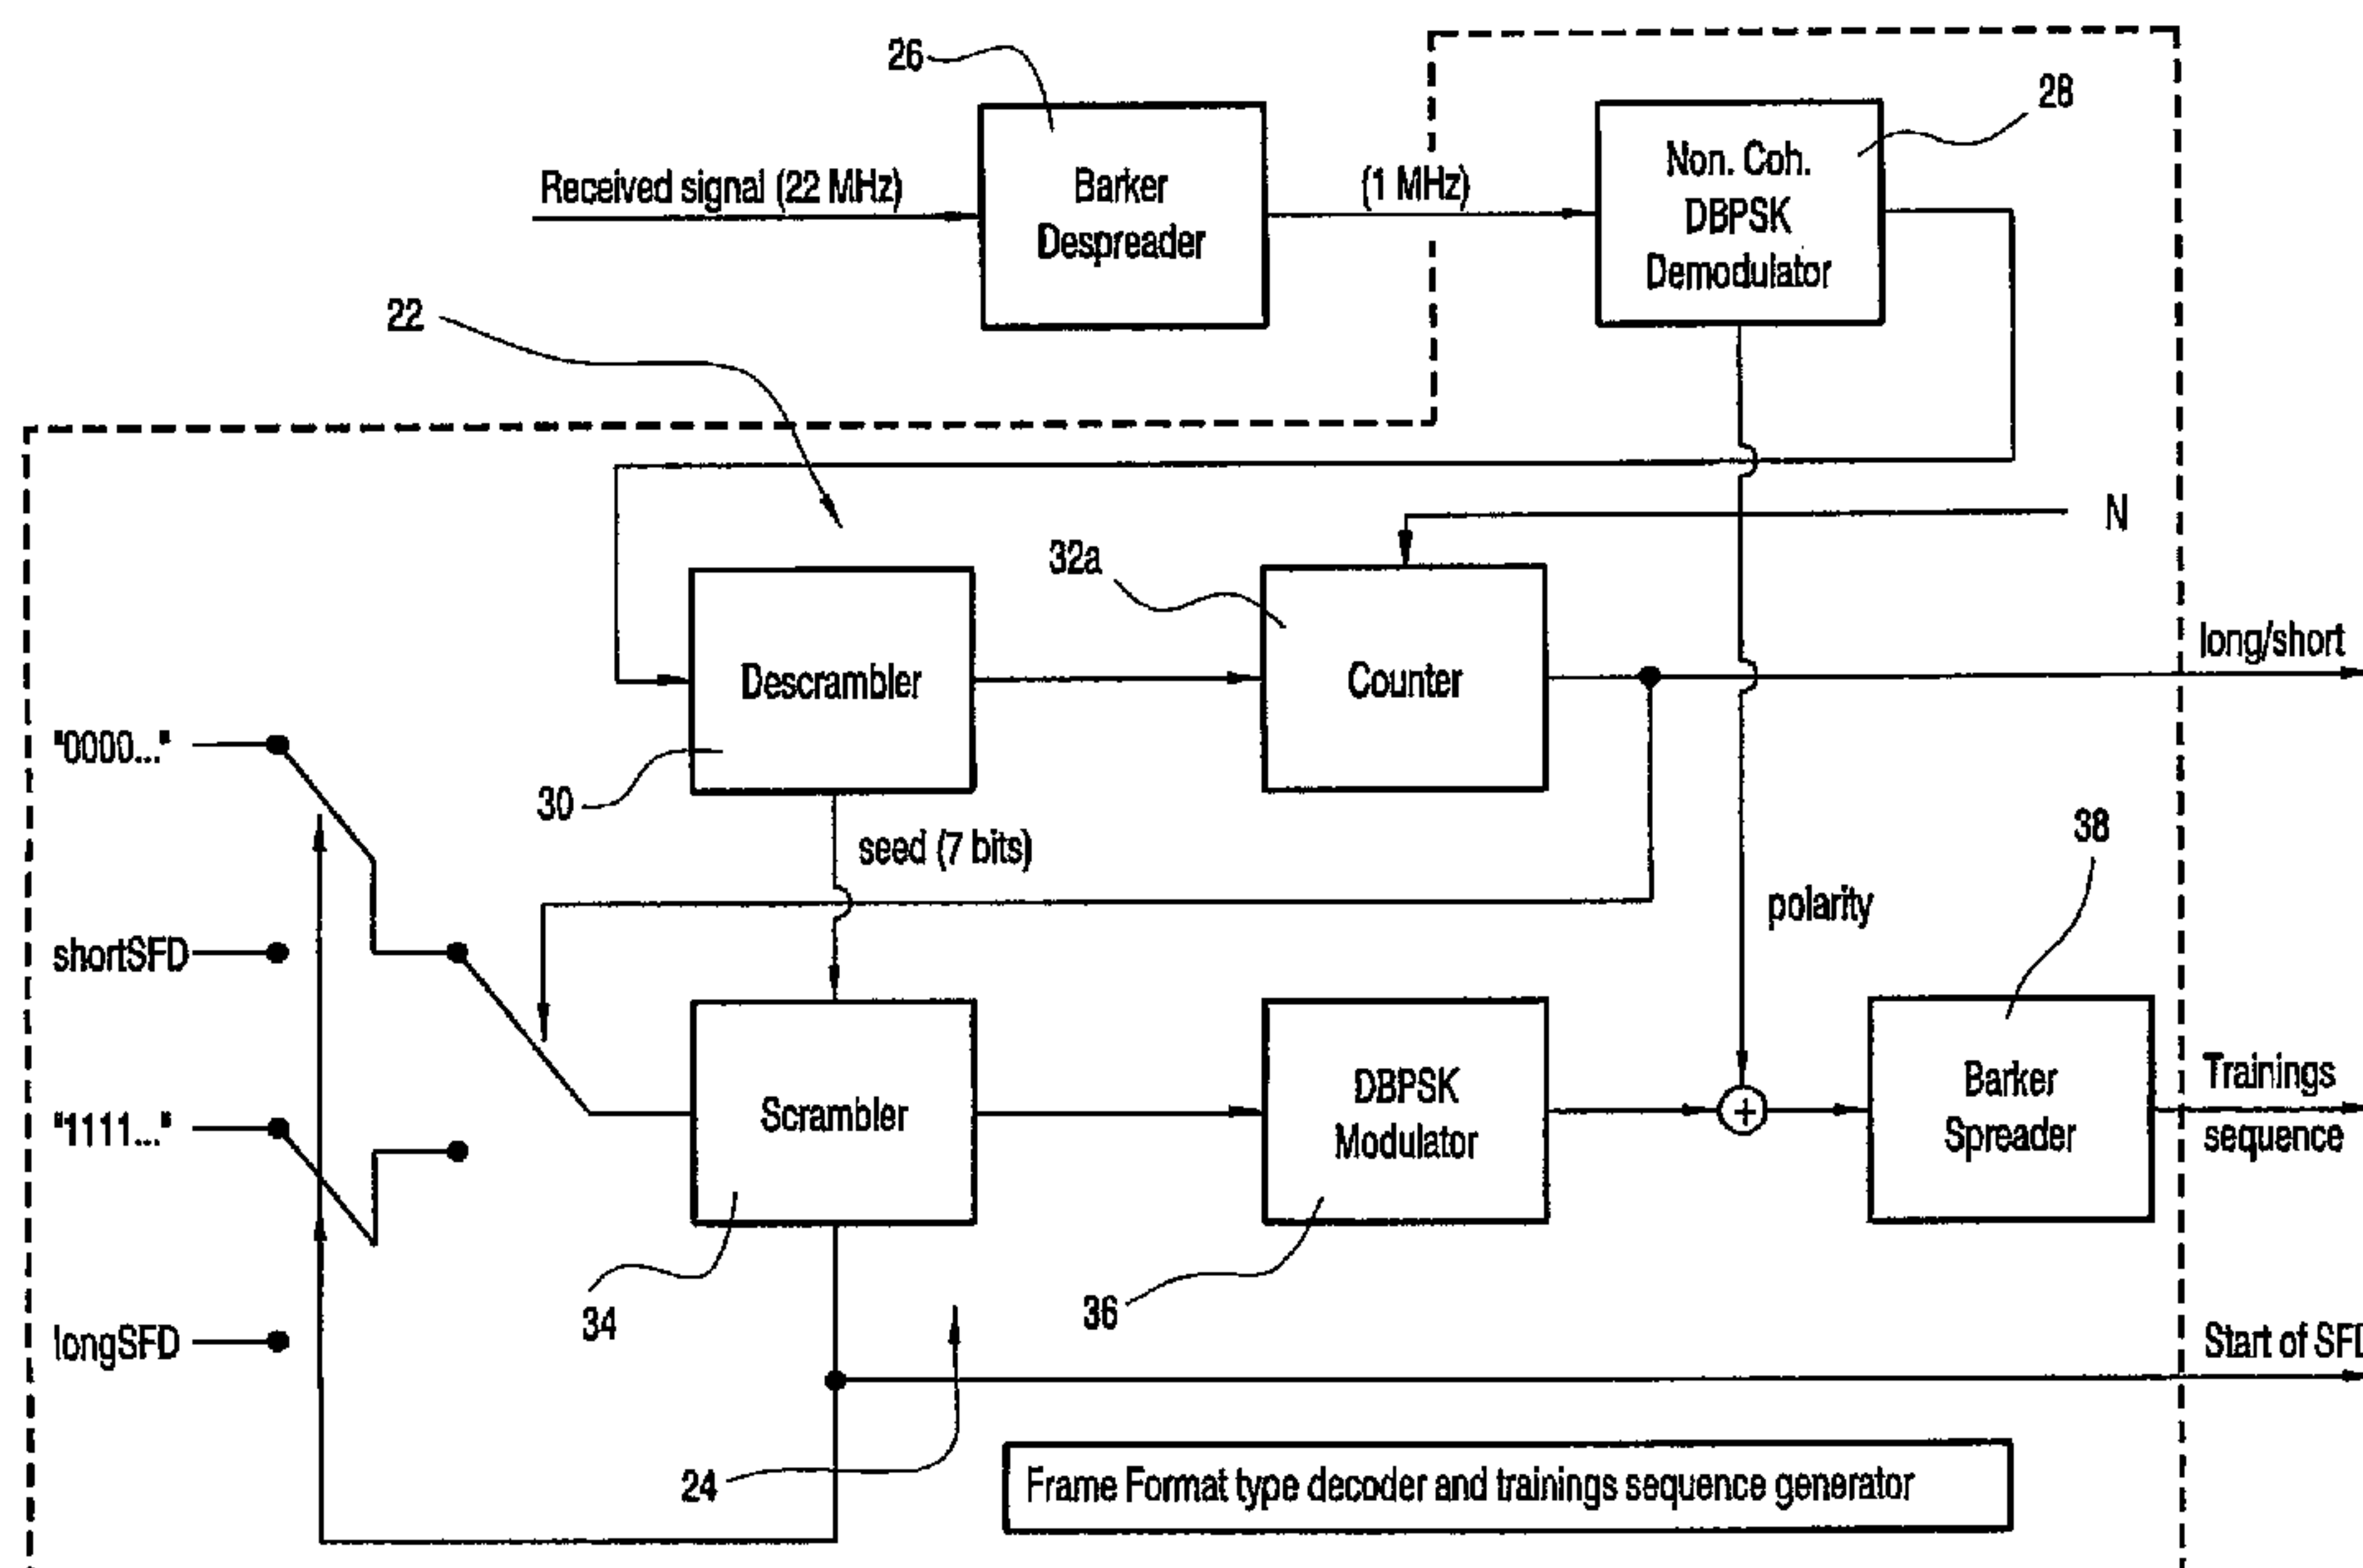 26
28
Received signal (22 MHz)
Barker
Despreader
(1 MHz)
Non. Coh.
DBPSK
Demodulator
22
N
32a
long/short
Descrambler
Counter
"0000..."
30
seed (7 bits)
38
polarity
shortSFD
"1111..."
Scrambler
DBPSK
Modulator
Barker
Spreader
Trainings
sequence
34
36
longSFD
Start of SFD
24
Frame Format type decoder and trainings sequence generator